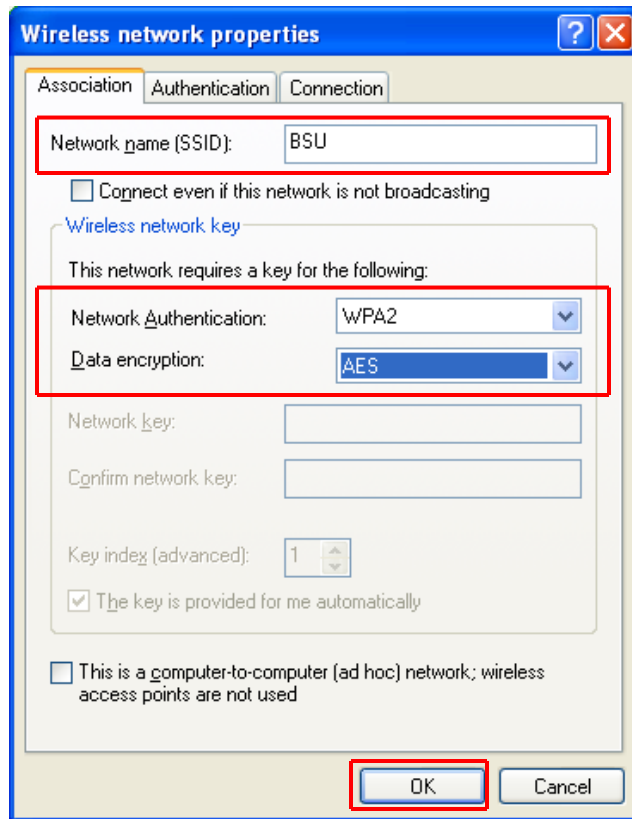 Wireless network properties
Association Authentication Connection
Network name (SSID): BSU
Connect even if this network is not broadcasting
Wireless network key
This network requires a key for the following:
Network Authentication: WPA2
Data encryption: AES
Network key:
Confirm network key:
Key index (advanced): 1
The key is provided for me automatically
This is a computer-to-computer (ad hoc) network; wireless
access points are not used
OK Cancel